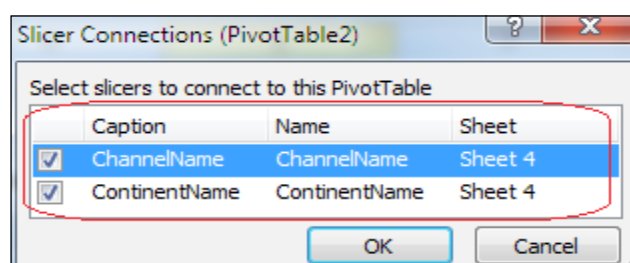 Slicer Connections (PivotTable2)
Select slicers to connect to this PivotTable
Caption Name Sheet
ChannelName ChannelName Sheet 4
ContinentName ContinentName Sheet 4
OK Cancel